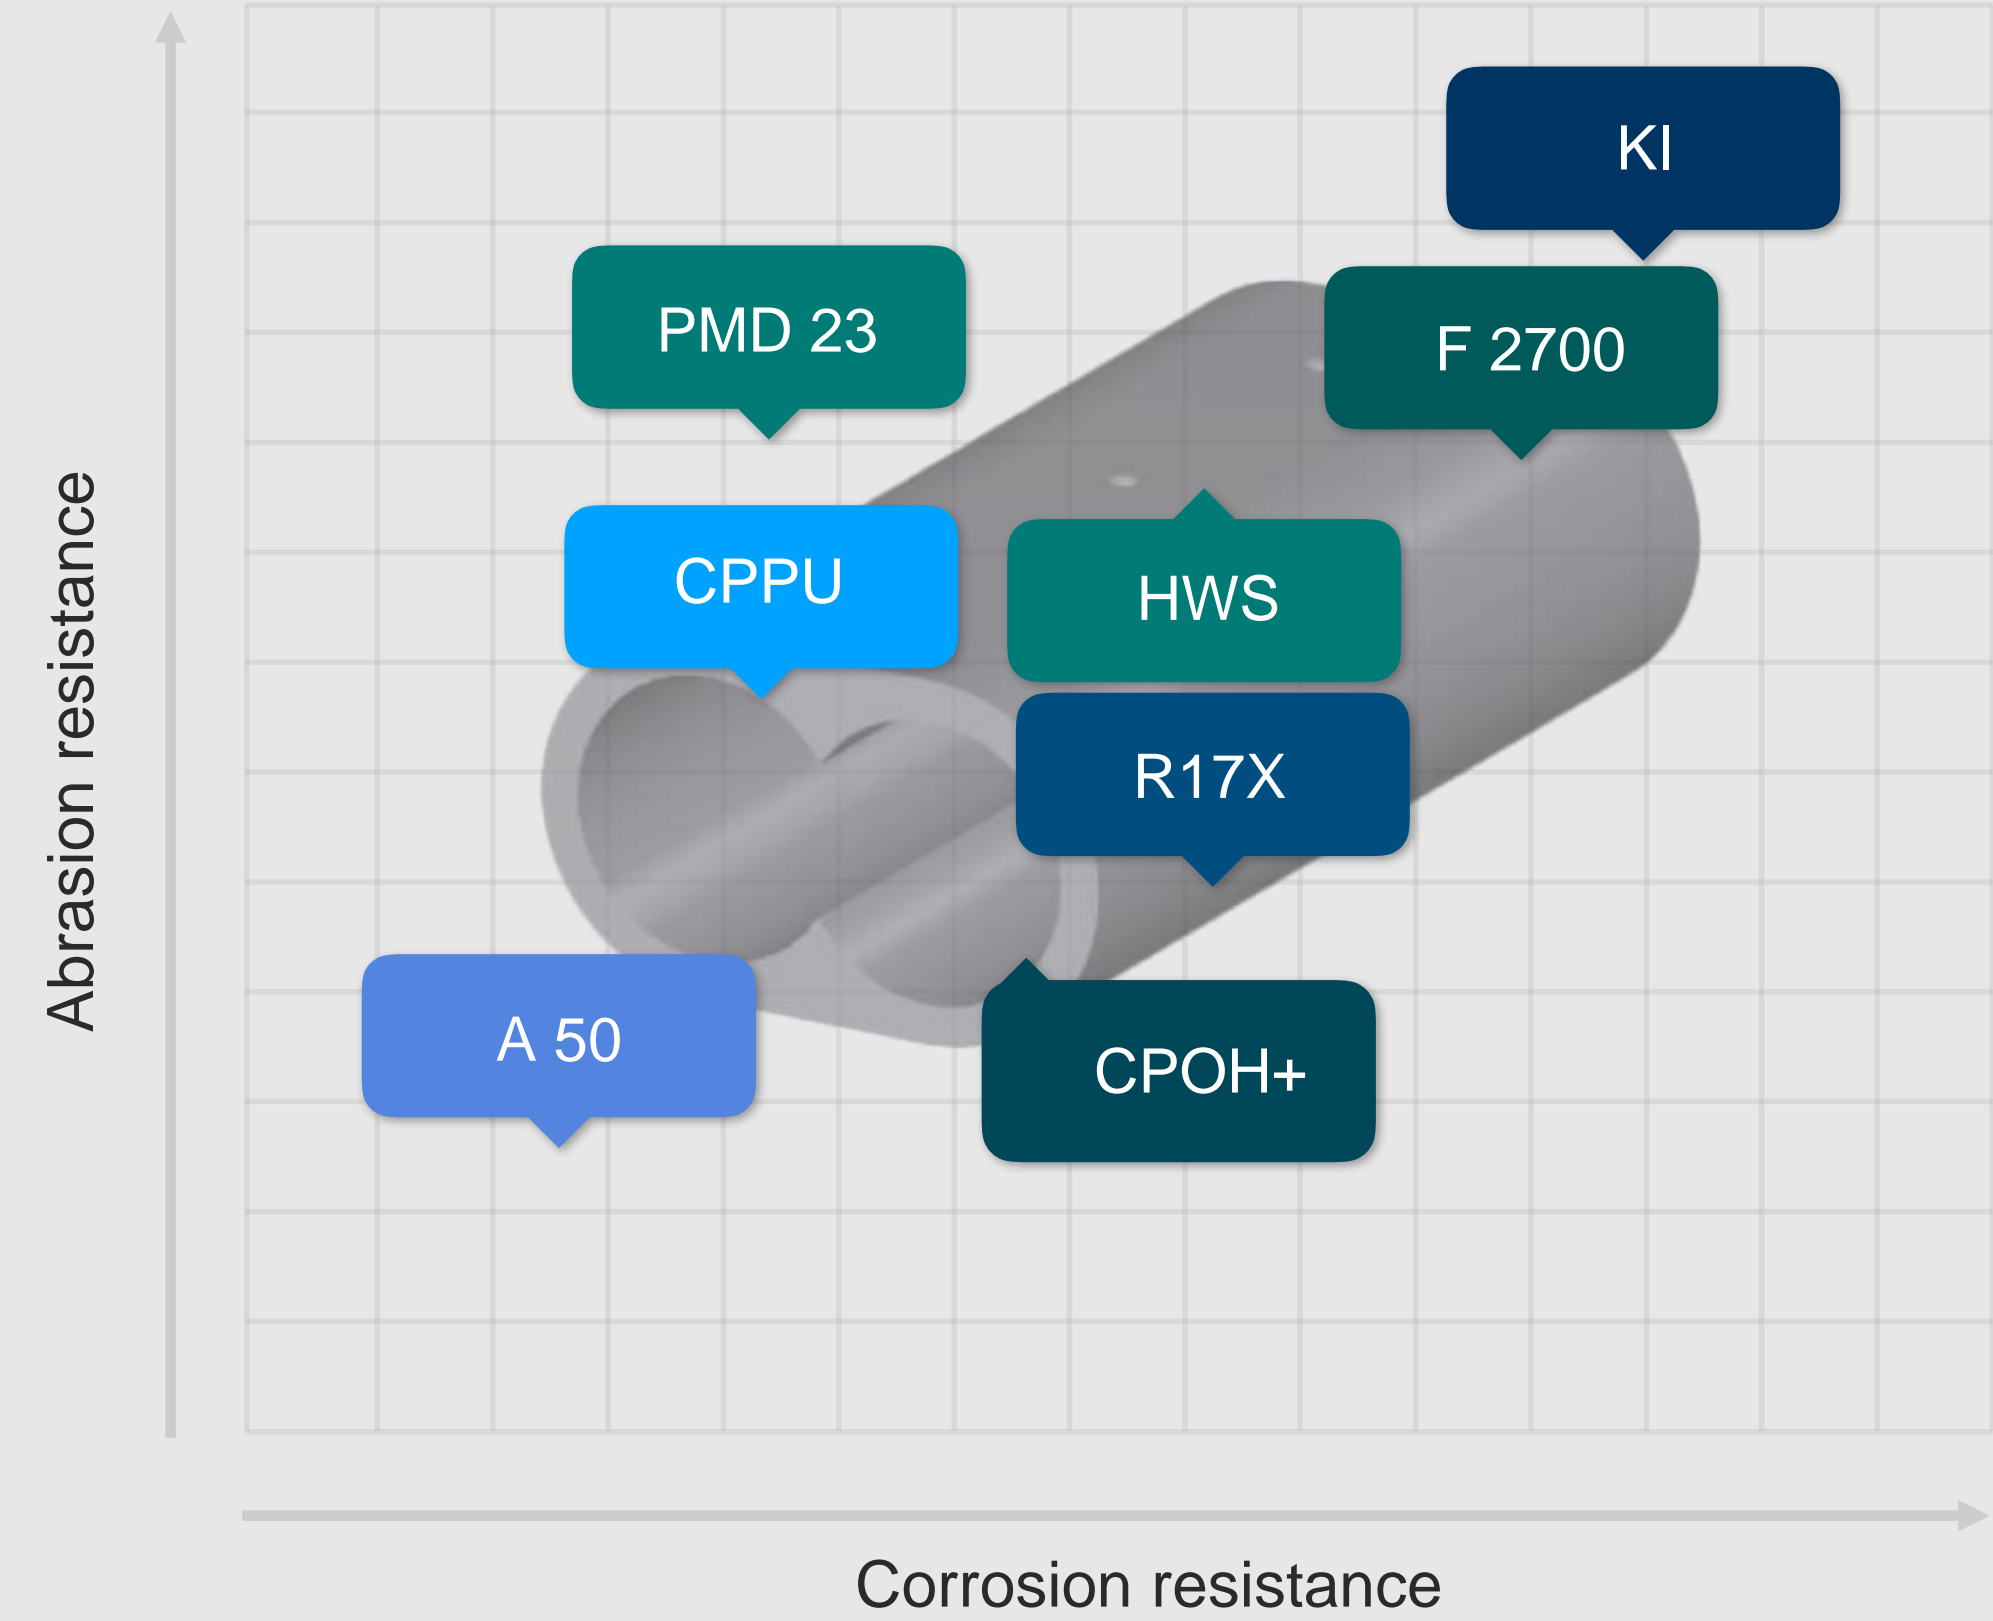 KI
PMD 23
F 2700
CPPU
HWS
R17X
A 50
CPOH+
Abrasion resistance
Corrosion resistance